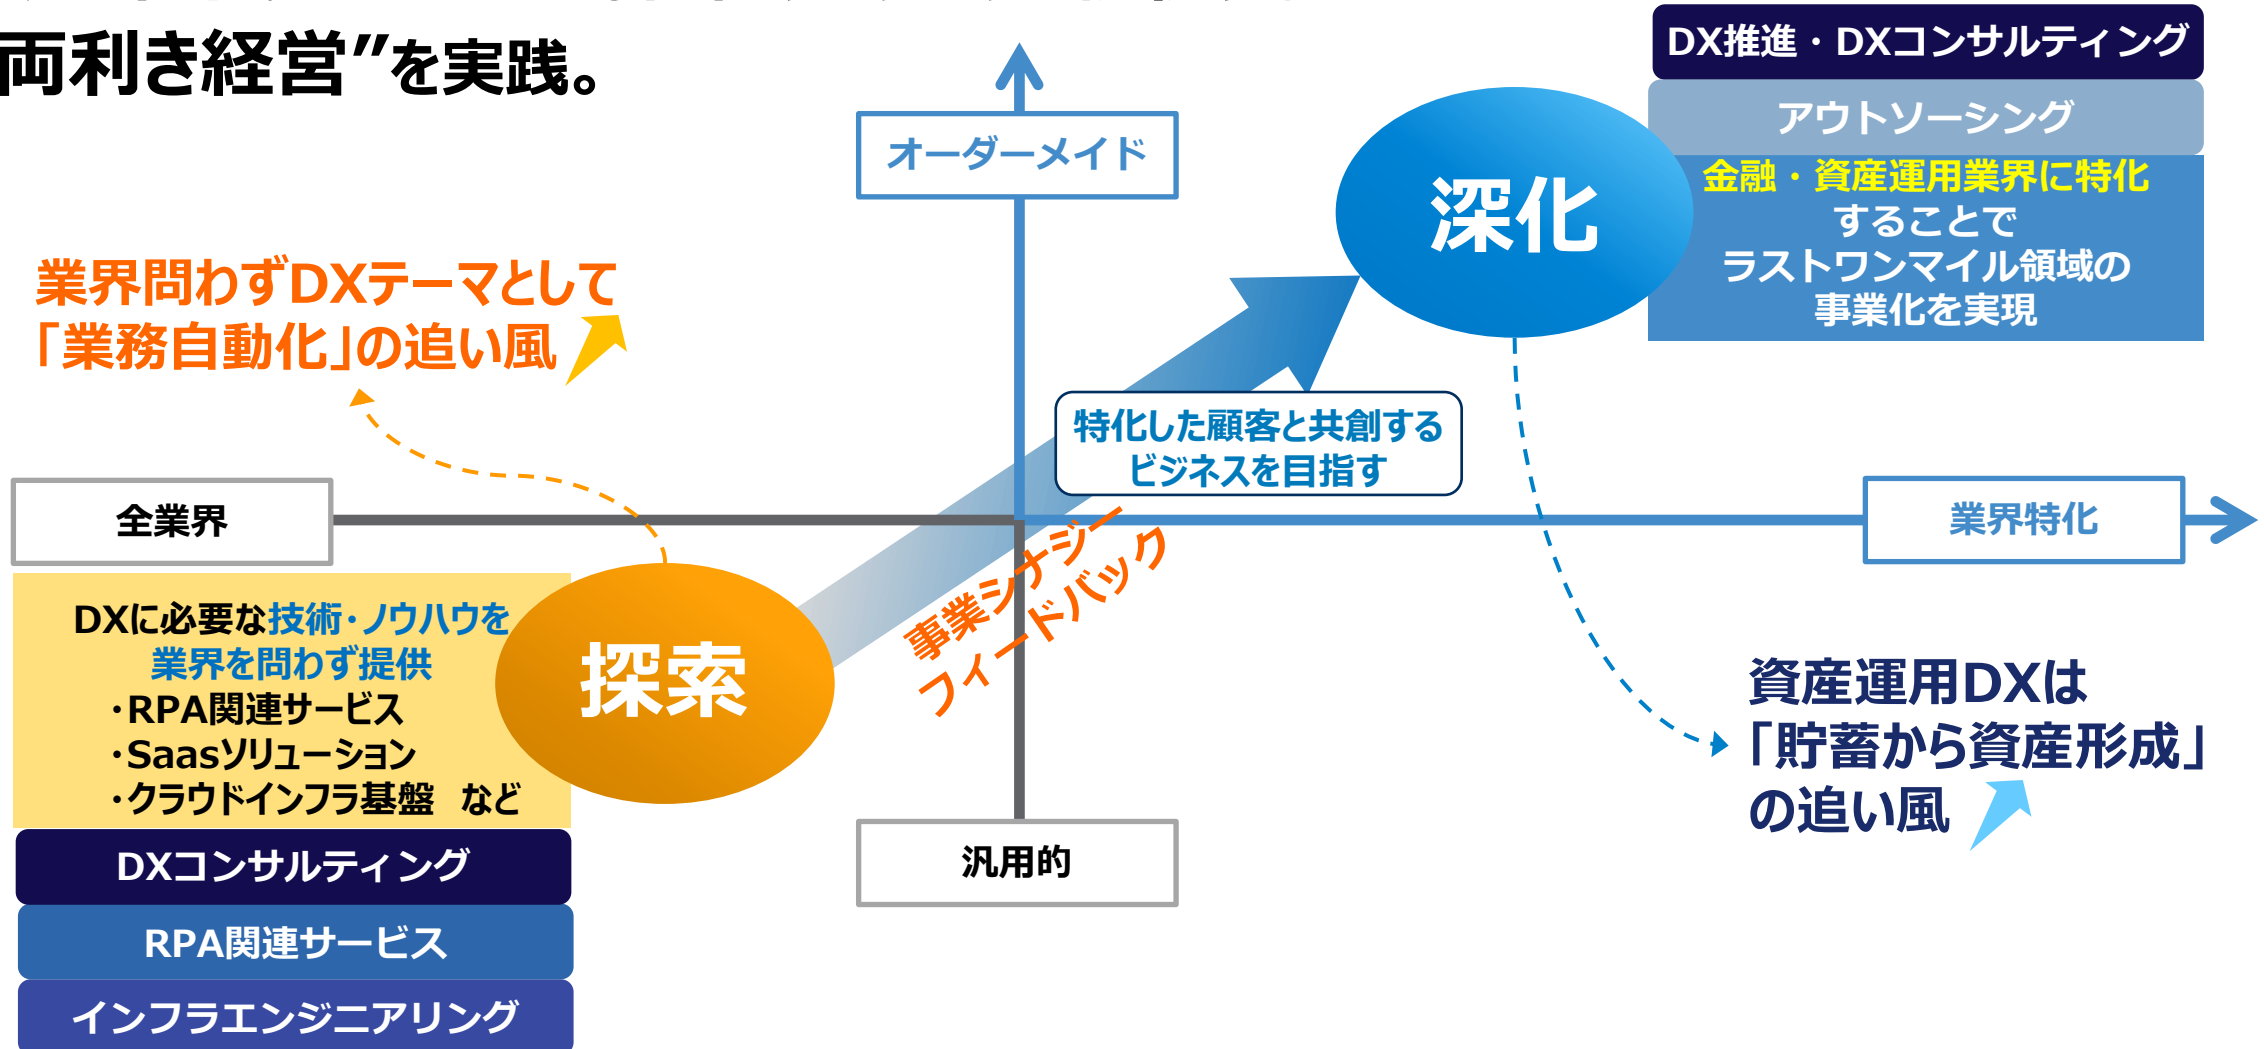 両利き経営”を実践。
DX推進・DXコンサルティング
アウトソーシング
金融・資産運用業界に特化
することで
ラストワンマイル領域の
事業化を実現
オーダーメイド
深化
業界問わずDXテーマとして
「業務自動化」の追い風
特化した顧客と共創する
ビジネスを目指す
全業界
業界特化
事業シナジー
フィードバック
DXに必要な技術・ノウハウを
業界を問わず提供
・RPA関連サービス
・Saasソリューション
・クラウドインフラ基盤　など
探索
資産運用DXは
「貯蓄から資産形成」
の追い風
汎用的
DXコンサルティング
RPA関連サービス
インフラエンジニアリング